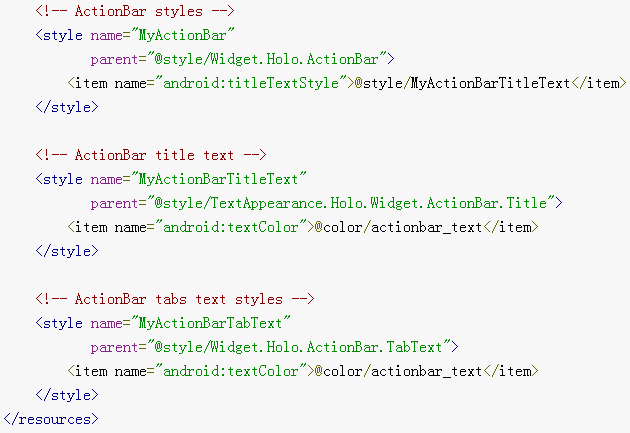 <!-- ActionBar styles -->
<style name="MyActionBar"
parent="@style/Widget.Holo.ActionBar">
<item name="android:titleTextStyle">@style/MyActionBarTitleText</item>
</style>
<!-- ActionBar title text -->
<style name="MyActionBarTitleText"
parent="@style/TextAppearance.Holo.Widget.ActionBar.Title">
<item name="android:textColor">@color/actionbar_text</item>
</style>
<!-- ActionBar tabs text styles -->
<style name="MyActionBarTabText"
parent="@style/Widget.Holo.ActionBar.TabText">
<item name="android:textColor">@color/actionbar_text</item>
</style>
</resources>